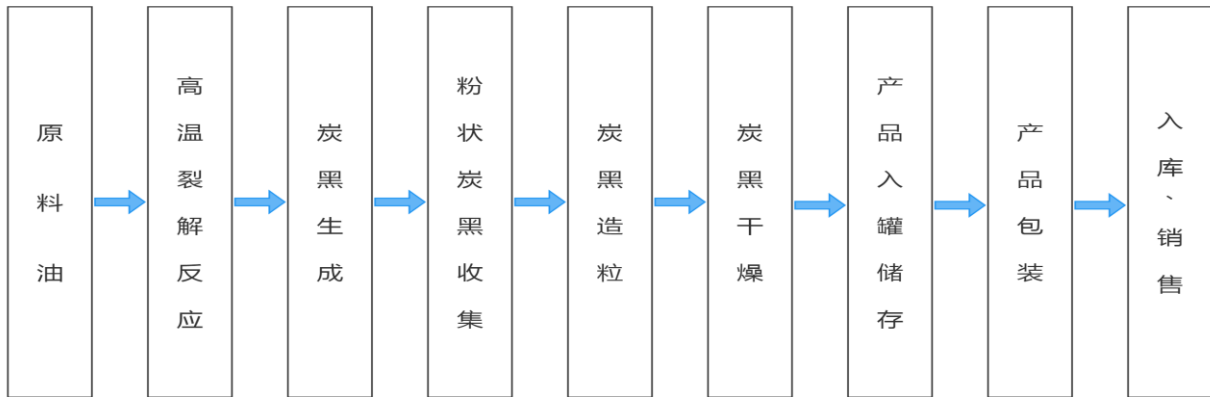 原料油
高温裂解反应
炭黑生成
粉状炭黑收集
炭黑造粒
炭黑干燥
产品入罐储存
产品包装
入库、销售